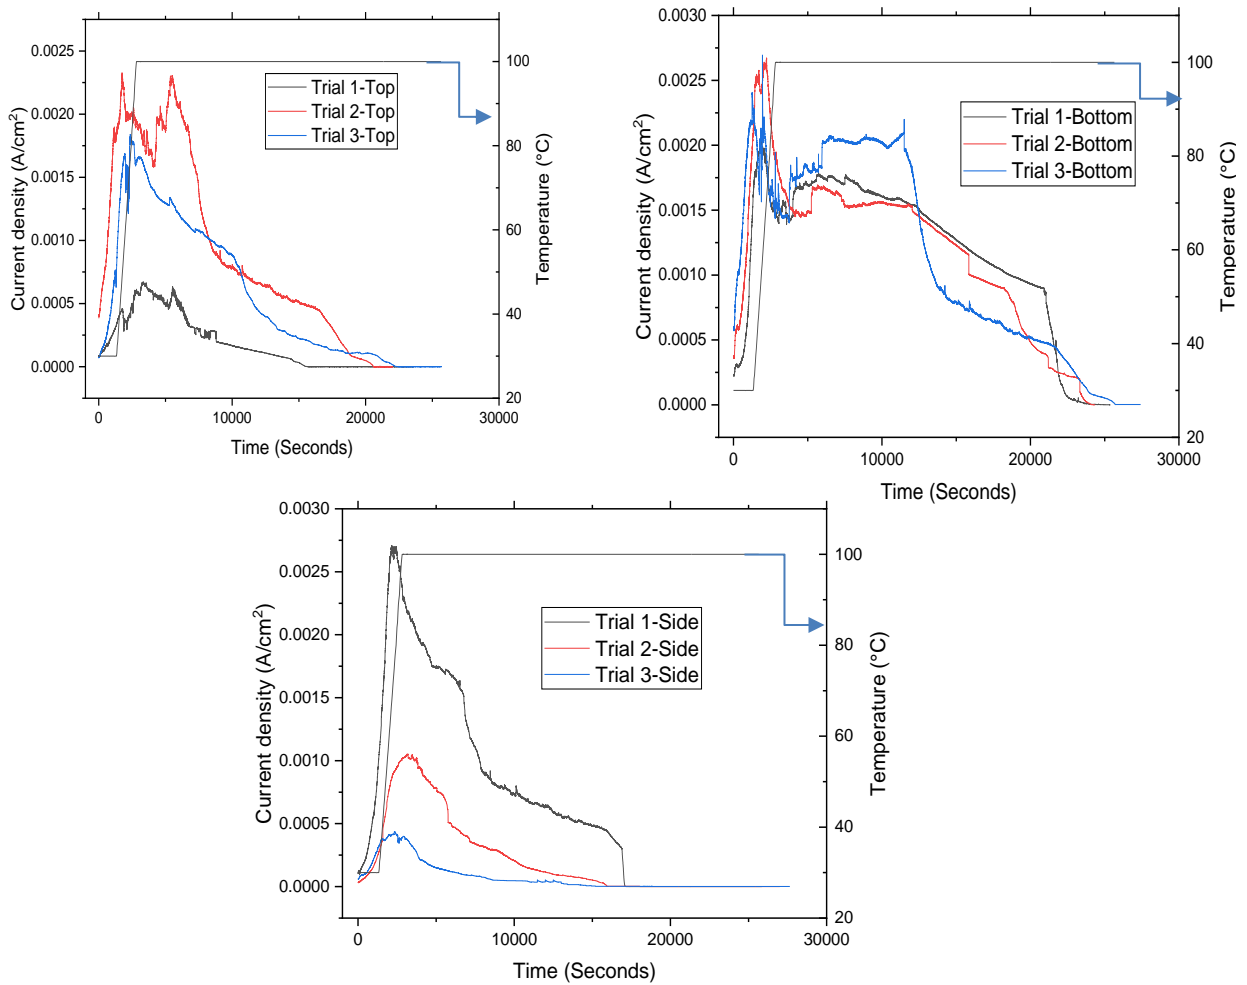 0.0025
0.0020
0.0015
0.0010
0.0005
0.0000
Current density (A/cm2)
Trial 1-Top
Trial 2-Top
Trial 3-Top
100
80
60
40
20
Temperature (°C)
0
10000
20000
30000
Time (Seconds)
0.0030
0.0025
0.0020
0.0015
0.0010
0.0005
0.0000
Current density (A/cm2)
Trial 1-Bottom
Trial 2-Bottom
Trial 3-Bottom
100
80
60
40
20
Temperature (°C)
0
10000
20000
30000
Time (Seconds)
0.0030
0.0025
0.0020
0.0015
0.0010
0.0005
0.0000
Current density (A/cm2)
Trial 1-Side
Trial 2-Side
Trial 3-Side
100
80
60
40
20
Temperature (°C)
0
10000
20000
30000
Time (Seconds)